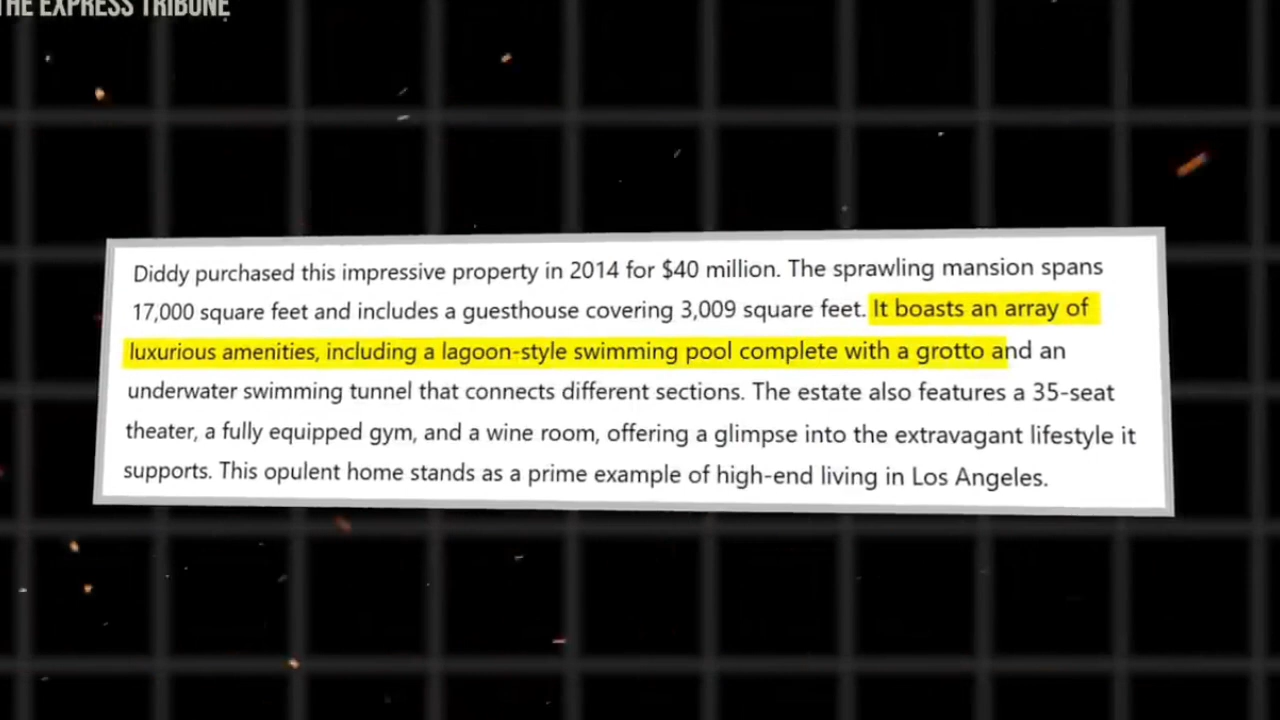 THE EXPRESS TRIBUNE
Diddy purchased this impressive property in 2014 for $40 million. The sprawling mansion spans
17,000 square feet and includes a guesthouse covering 3,009 square feet. It boasts an array of
luxurious amenities, including a lagoon-style swimming pool complete with a grotto and an
underwater swimming tunnel that connects different sections. The estate also features a 35-seat
theater, a fully equipped gym, and a wine room, offering a glimpse into the extravagant lifestyle it
supports. This opulent home stands as a prime example of high-end living in Los Angeles.